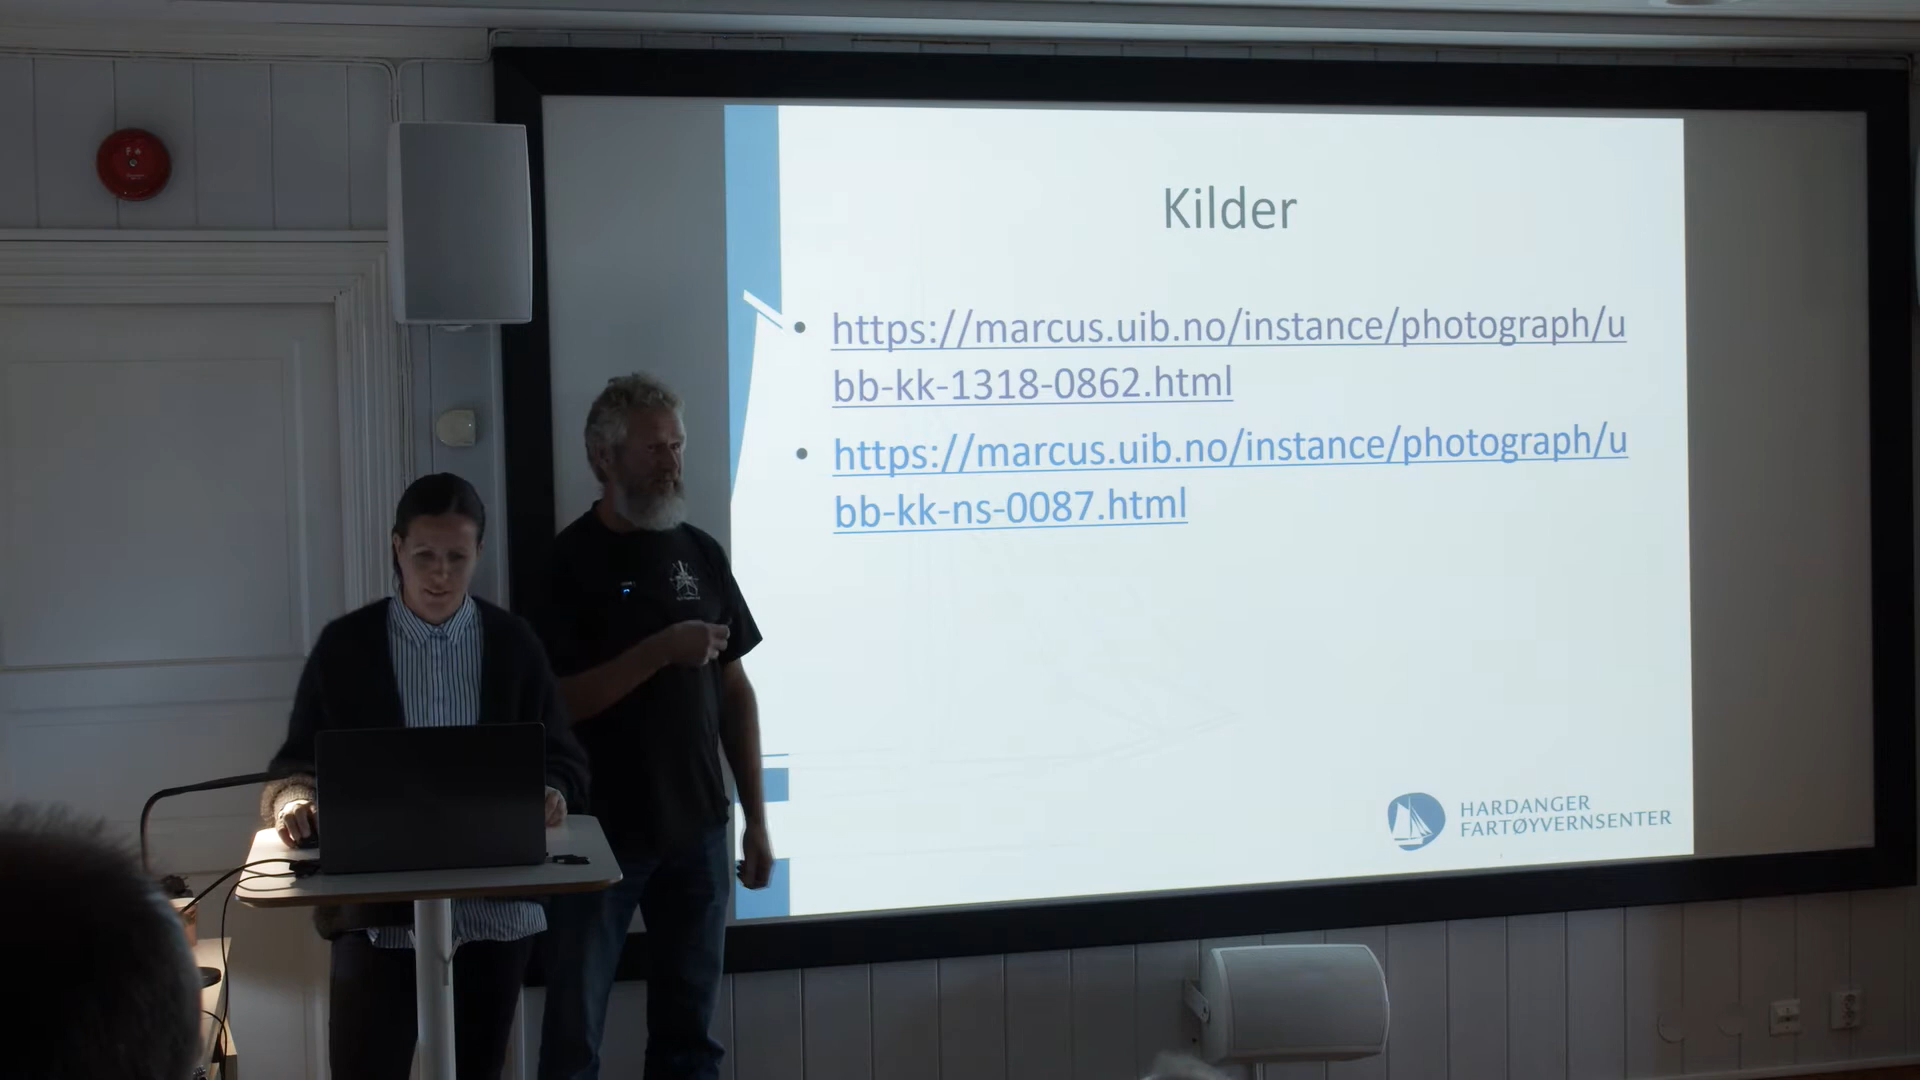 Kilder
https://marcus.uib.no/instance/photograph/u
bb-kk-1318-0862.html
https://marcus.uib.no/instance/photograph/u
bb-kk-ns-0087.html
HARDANGER
FARTØYVERNSENTER